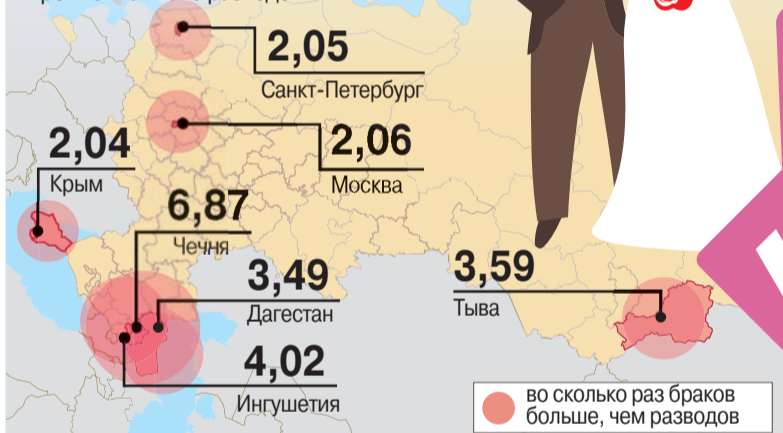 2,05
Санкт-Петербург
2,04
Крым
2,06
Москва
6,87
Чечня
3,49
Дагестан
3,59
Тыва
4,02
Ингушетия
во сколько раз браков
больше, чем разводов